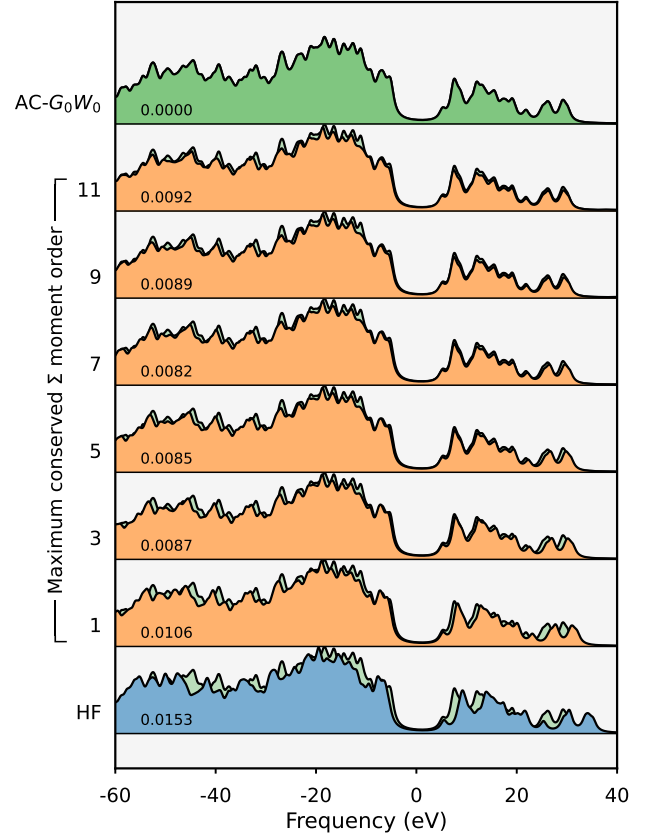 AC-G₀W₀
0.0000
11
0.0092
9
0.0089
7
0.0082
5
0.0085
3
0.0087
1
0.0106
HF
0.0153
Maximum conserved Σ moment order
-60 -40 -20 0 20 40
Frequency (eV)